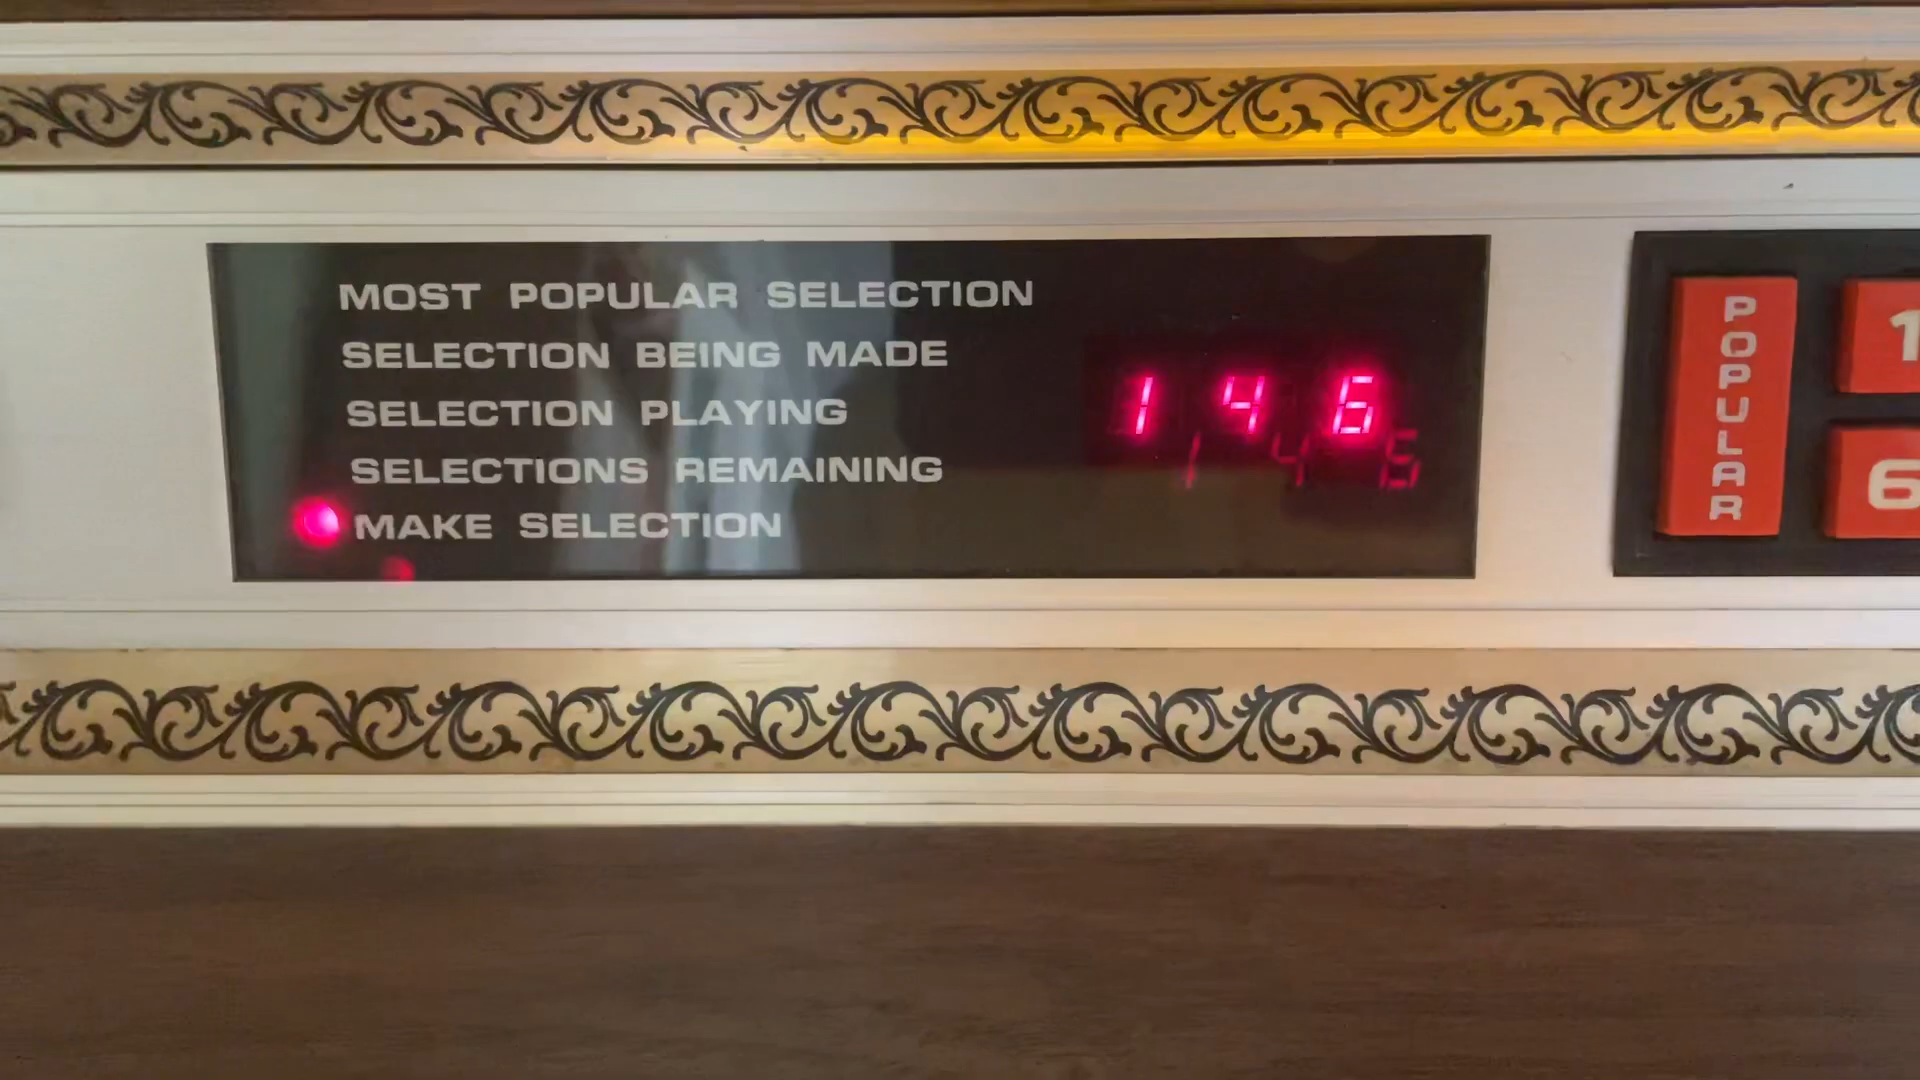 MOST POPULAR SELECTION
SELECTION BEING MADE
SELECTION PLAYING
SELECTIONS REMAINING
MAKE SELECTION
146
POPULAR
1
6